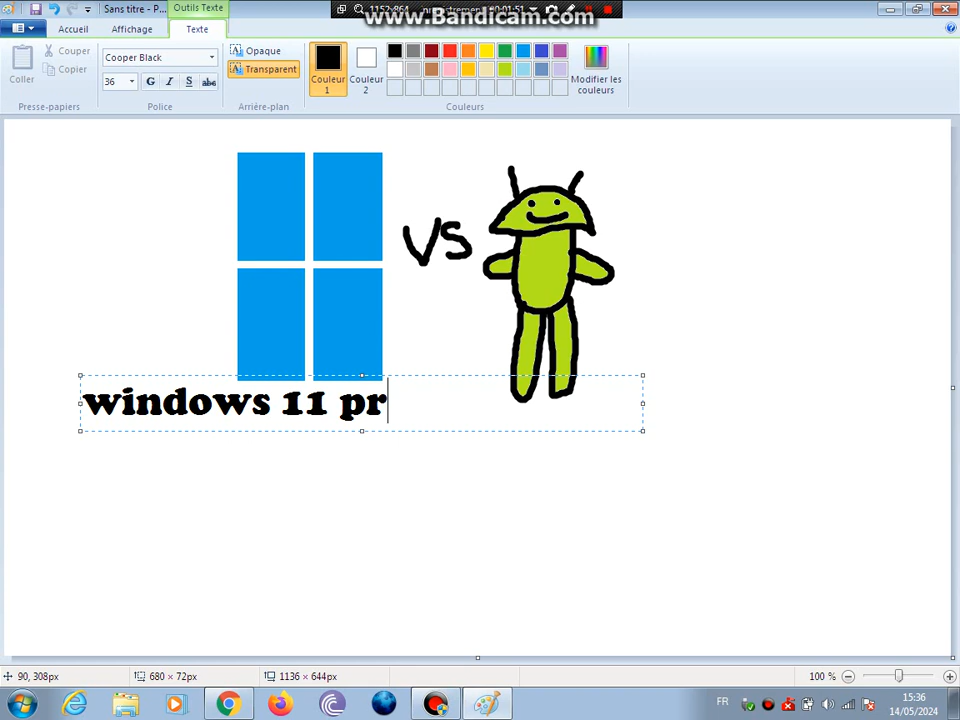 Sans titre - P... Outils Texte
www.Bandicam.com
Accueil Affichage Texte
Coller Couper Copier
Presse-papiers
Cooper Black
36 G I S abc
Police
Opaque
Transparent
Arrière-plan
Couleur 1 Couleur 2
Modifier les couleurs
Couleurs
VS
windows 11 pr
90, 308px 680 × 72px 1136 × 644px 100 %
FR 15:36
14/05/2024